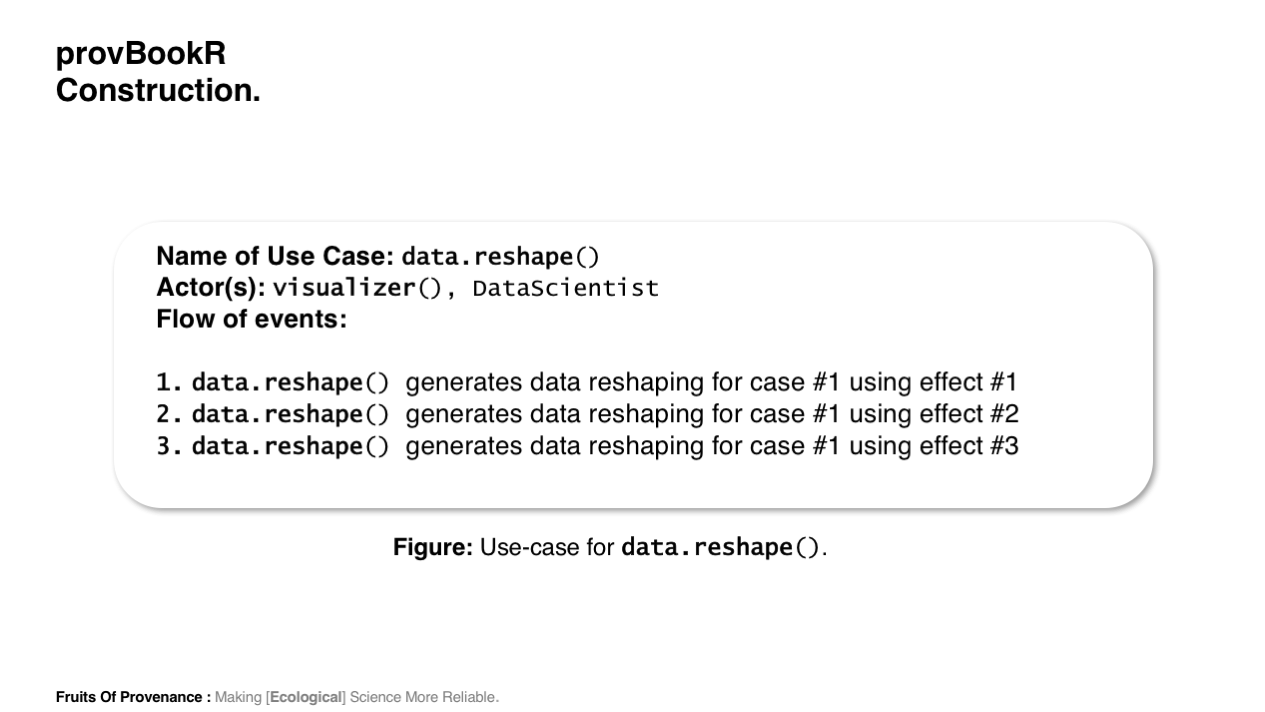 provBookR
Construction.
Name of Use Case: data.reshape()
Actor(s): visualizer(), DataScientist
Flow of events:
1. data.reshape() generates data reshaping for case #1 using effect #1
2. data.reshape() generates data reshaping for case #1 using effect #2
3. data.reshape() generates data reshaping for case #1 using effect #3
Figure: Use-case for data.reshape().
Fruits Of Provenance : Making [Ecological] Science More Reliable.